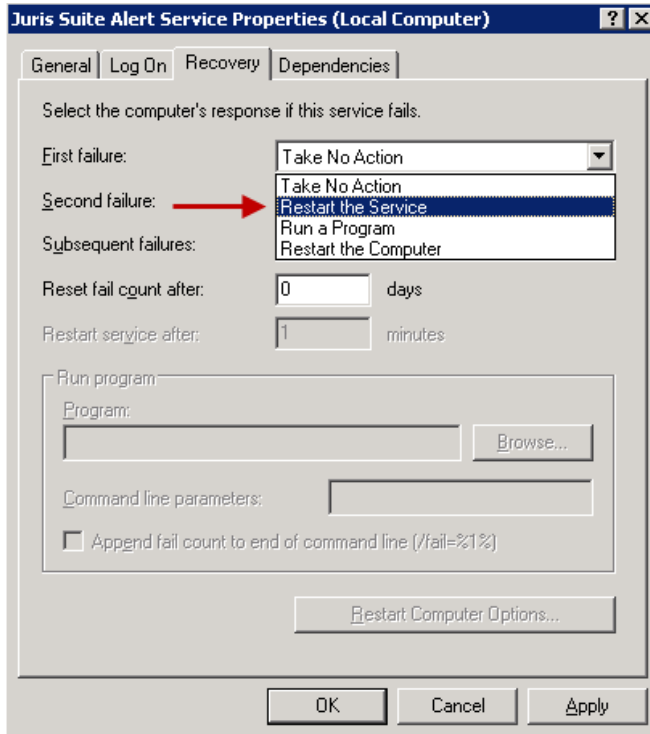 Juris Suite Alert Service Properties (Local Computer)
General Log On Recovery Dependencies
Select the computer's response if this service fails.
First failure: Take No Action
Take No Action
Second failure: Restart the Service
Run a Program
Subsequent failures: Restart the Computer
Reset fail count after: 0 days
Restart service after: 1 minutes
Run program
Program:
Browse...
Command line parameters:
Append fail count to end of command line (/fail=%1%)
Restart Computer Options...
OK Cancel Apply